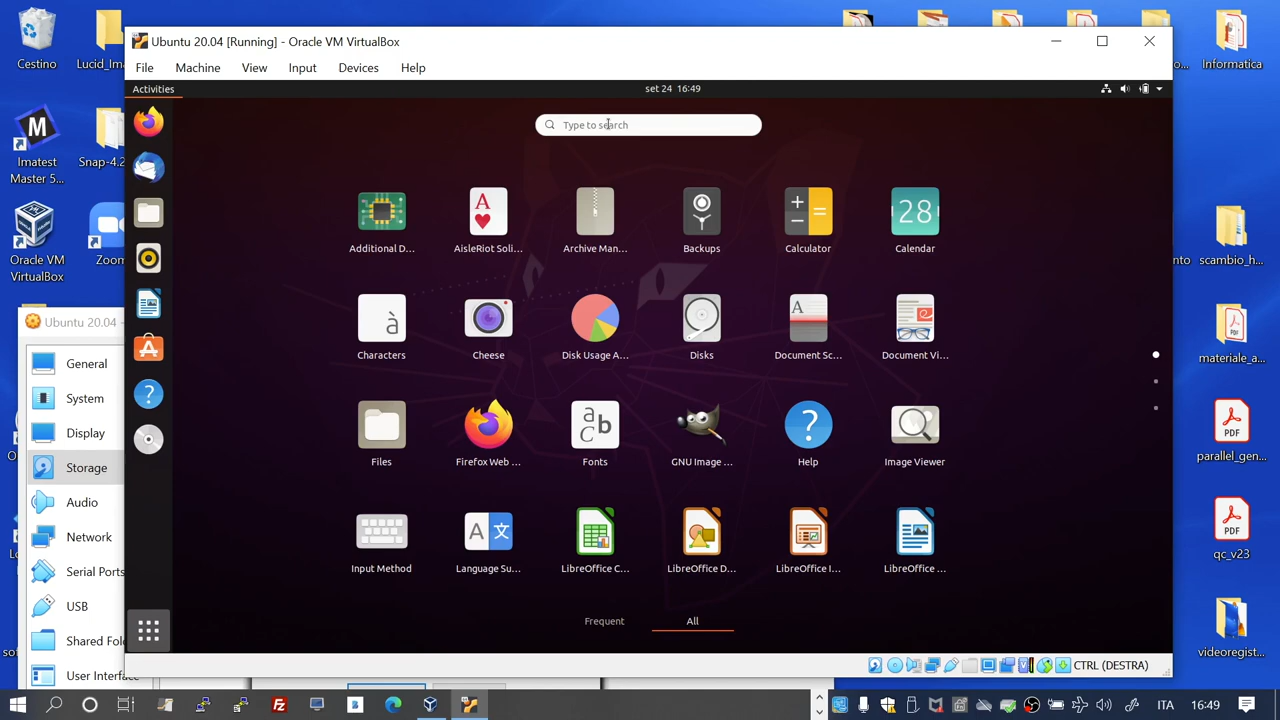 Ubuntu 20.04 [Running] - Oracle VM VirtualBox
File Machine View Input Devices Help
Activities
set 24 16:49
Type to search
Additional D...
AisleRiot Soli...
Archive Man...
Backups
Calculator
28
Calendar
Characters
Cheese
Disk Usage A...
Disks
Document Sc...
Document Vi...
Files
Firefox Web ...
Fonts
GNU Image ...
Help
Image Viewer
Input Method
Language Su...
LibreOffice C...
LibreOffice D...
LibreOffice I...
LibreOffice ...
Frequent
All
CTRL (DESTRA)
Cestino
Imatest
Master 5...
Snap-4.2
Oracle VM
VirtualBox
Zoom
Ubuntu 20.04 -
General
System
Display
Storage
Audio
Network
Serial Ports
USB
Shared Fol
User Interface
Informatica
scambio_h...
materiale_a...
PDF
parallel_gen...
PDF
qc_v23
videoregist...
ITA
16:49